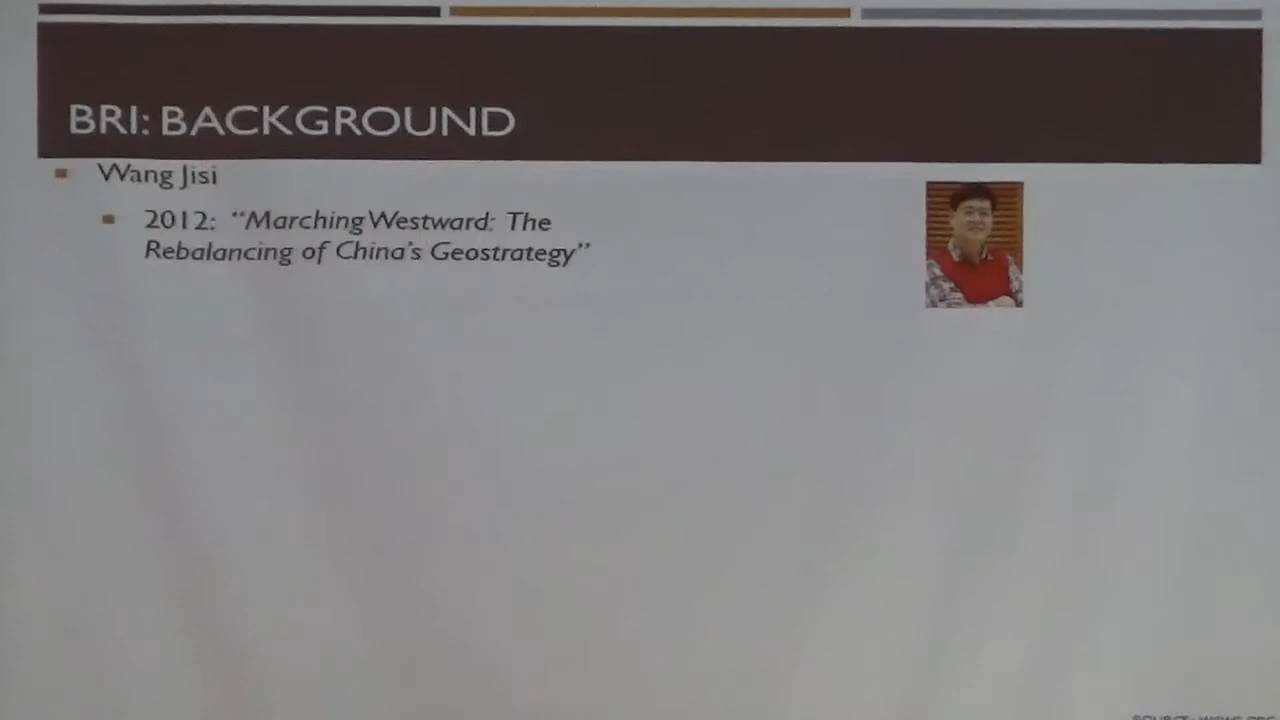 BRI: BACKGROUND
Wang Jisi
2012: “Marching Westward: The
Rebalancing of China’s Geostrategy”